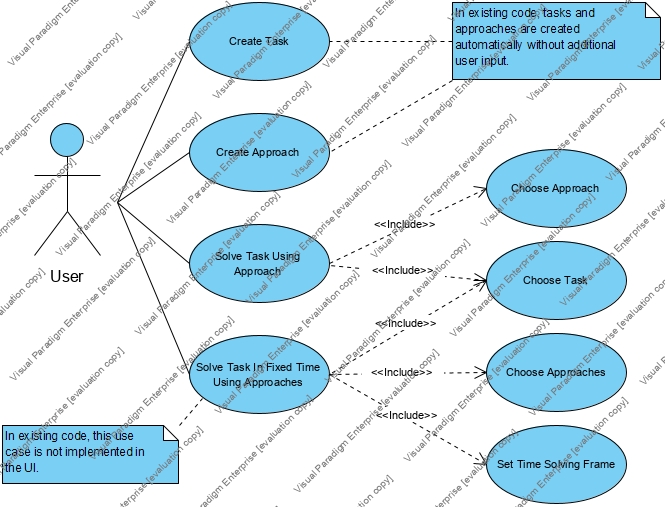 Create Task
In existing code, tasks and
approaches are created
automatically without additional
user input.
Create Approach
Choose Approach
<<Include>>
Solve Task Using
Approach
<<Include>>
Choose Task
User
<<Include>>
Solve Task In Fixed Time
Using Approaches
<<Include>>
Choose Approaches
<<Include>>
In existing code, this use
case is not implemented in
the UI.
Set Time Solving Frame
Visual Paradigm Enterprise [evaluation copy]